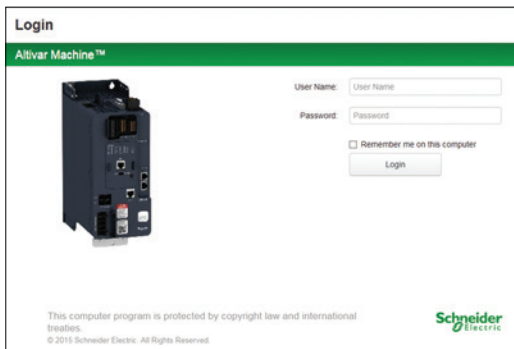 Login
Altivar Machine™
User Name:
User Name
Password:
Password
Remember me on this computer
Login
This computer program is protected by copyright law and international
treaties.
© 2015 Schneider Electric. All Rights Reserved.
Schneider
Electric